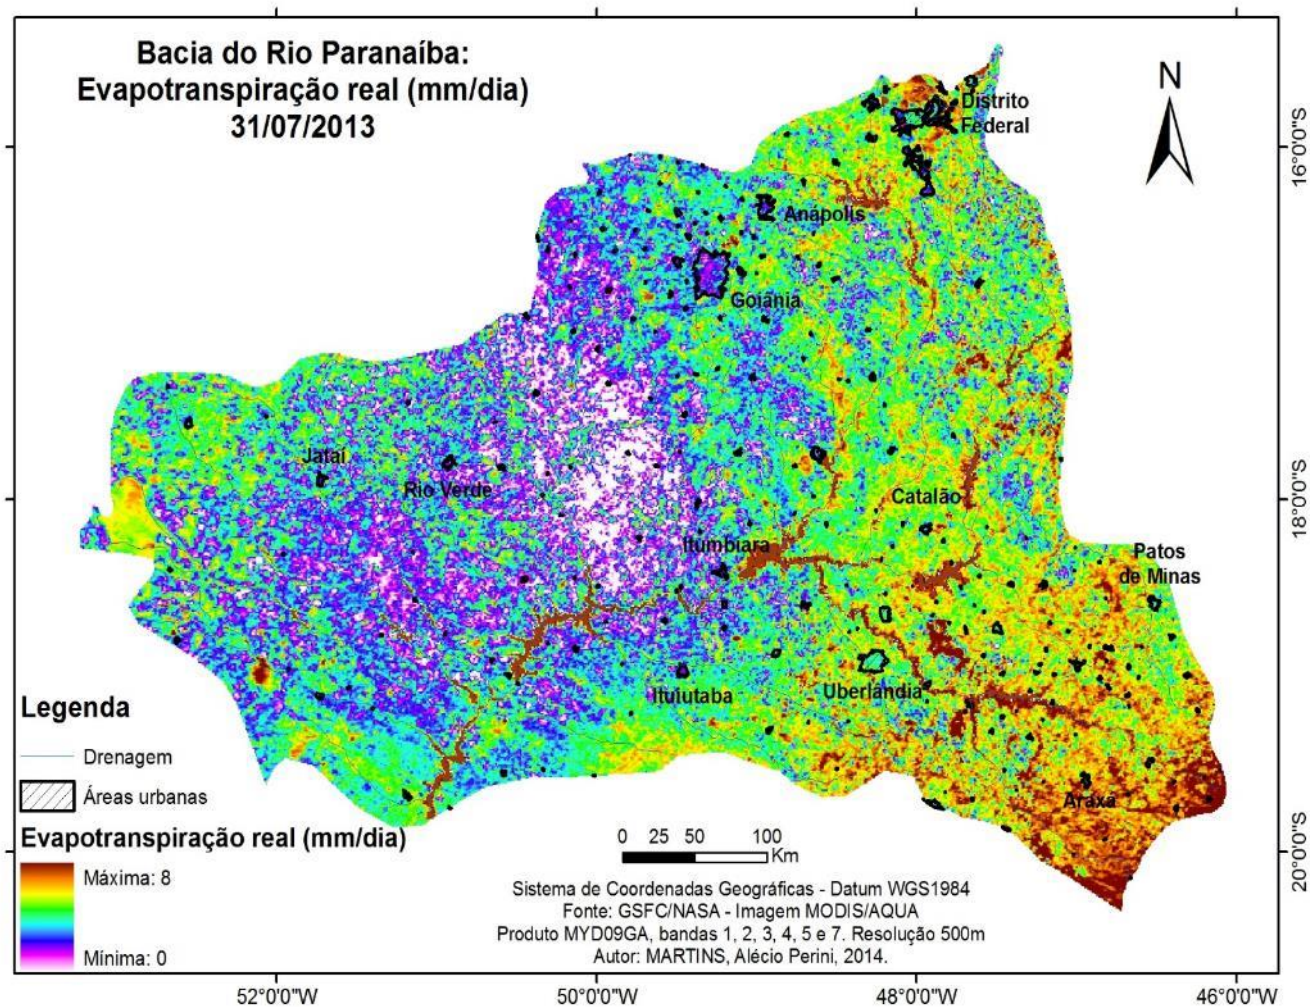 Bacia do Rio Paranaíba:
Evapotranspiração real (mm/dia)
31/07/2013
N
Distrito
Federal
16°0'0"S
Anápolis
Goiânia
Jataí
Rio Verde
Catalão
18°0'0"S
Itumbiara
Patos
de Minas
Ituiutaba
Uberlândia
Araxá
20°0'0"S
Legenda
Drenagem
Áreas urbanas
Evapotranspiração real (mm/dia)
Máxima: 8
Mínima: 0
0 25 50 100
Km
Sistema de Coordenadas Geográficas - Datum WGS1984
Fonte: GSFC/NASA - Imagem MODIS/AQUA
Produto MYD09GA, bandas 1, 2, 3, 4, 5 e 7. Resolução 500m
Autor: MARTINS, Alécio Perini, 2014.
52°0'0"W 50°0'0"W 48°0'0"W 46°0'0"W